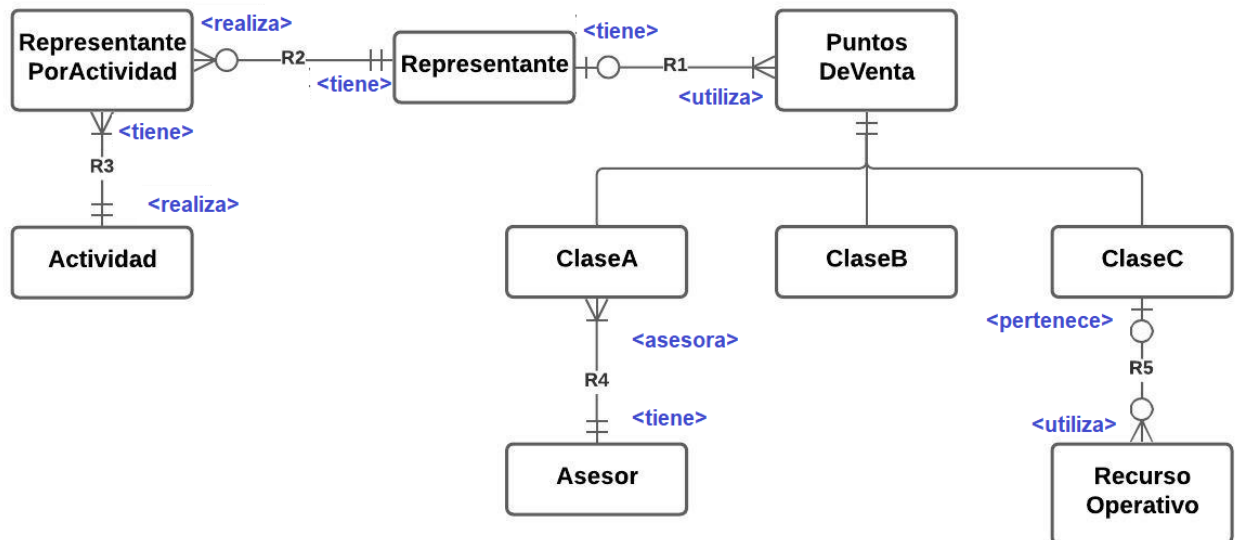 Representante
PorActividad
<realiza>
R2
<tiene>
Representante
<tiene>
R1
<utiliza>
Puntos
DeVenta
<tiene>
R3
<realiza>
Actividad
ClaseA
ClaseB
ClaseC
<asesora>
R4
<tiene>
Asesor
<pertenece>
R5
<utiliza>
Recurso
Operativo